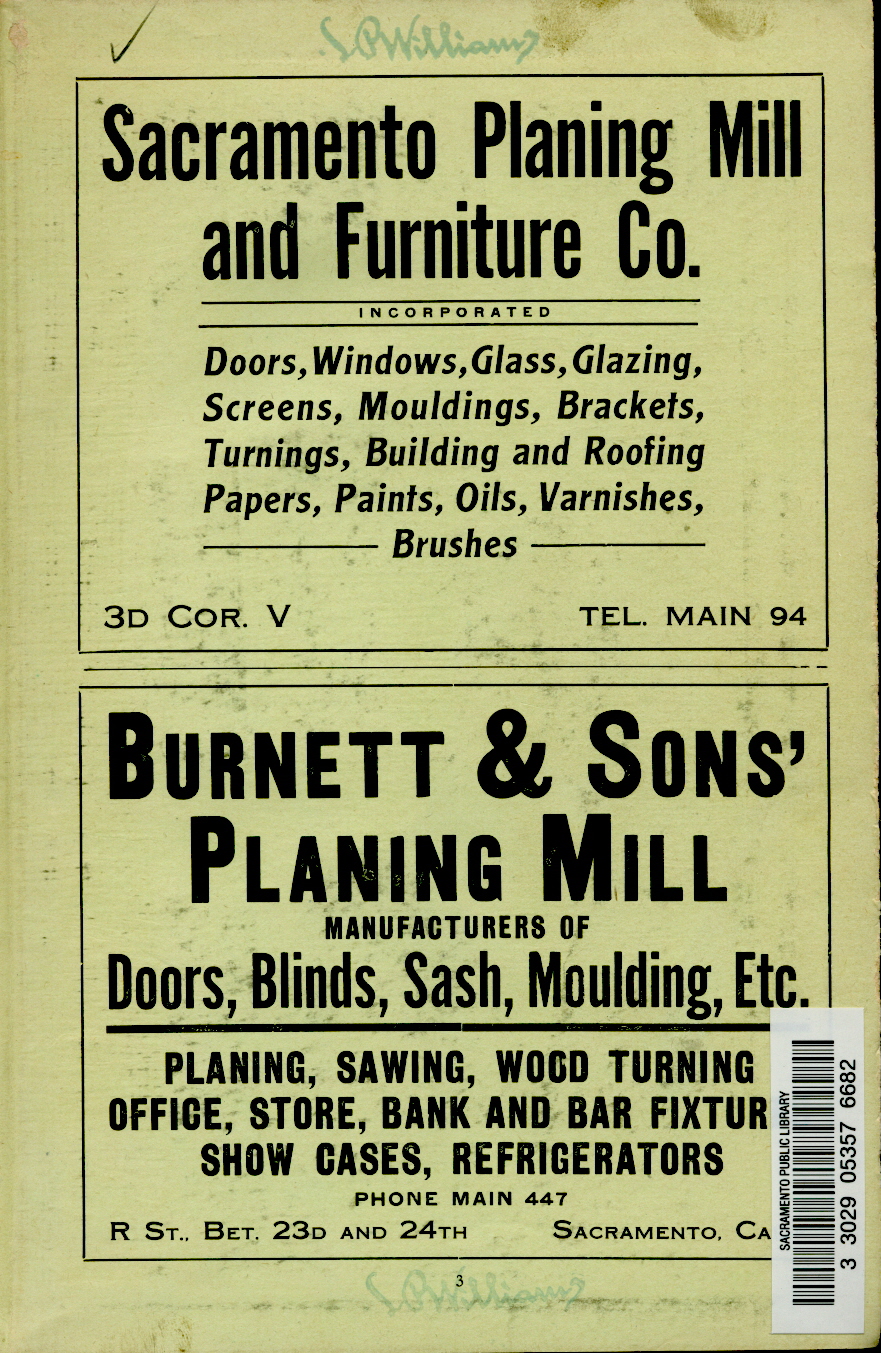 Sacramento Planing Mill
and Furniture Co.
INCORPORATED
Doors, Windows, Glass, Glazing,
Screens, Mouldings, Brackets,
Turnings, Building and Roofing
Papers, Paints, Oils, Varnishes,
Brushes
3D COR. V TEL. MAIN 94
BURNETT & SONS'
PLANING MILL
MANUFACTURERS OF
Doors, Blinds, Sash, Moulding, Etc.
PLANING, SAWING, WOOD TURNING
OFFICE, STORE, BANK AND BAR FIXTUR
SHOW CASES, REFRIGERATORS
PHONE MAIN 447
R ST., BET. 23D AND 24TH SACRAMENTO, CA
3
SACRAMENTO PUBLIC LIBRARY
3 3029 05357 6682